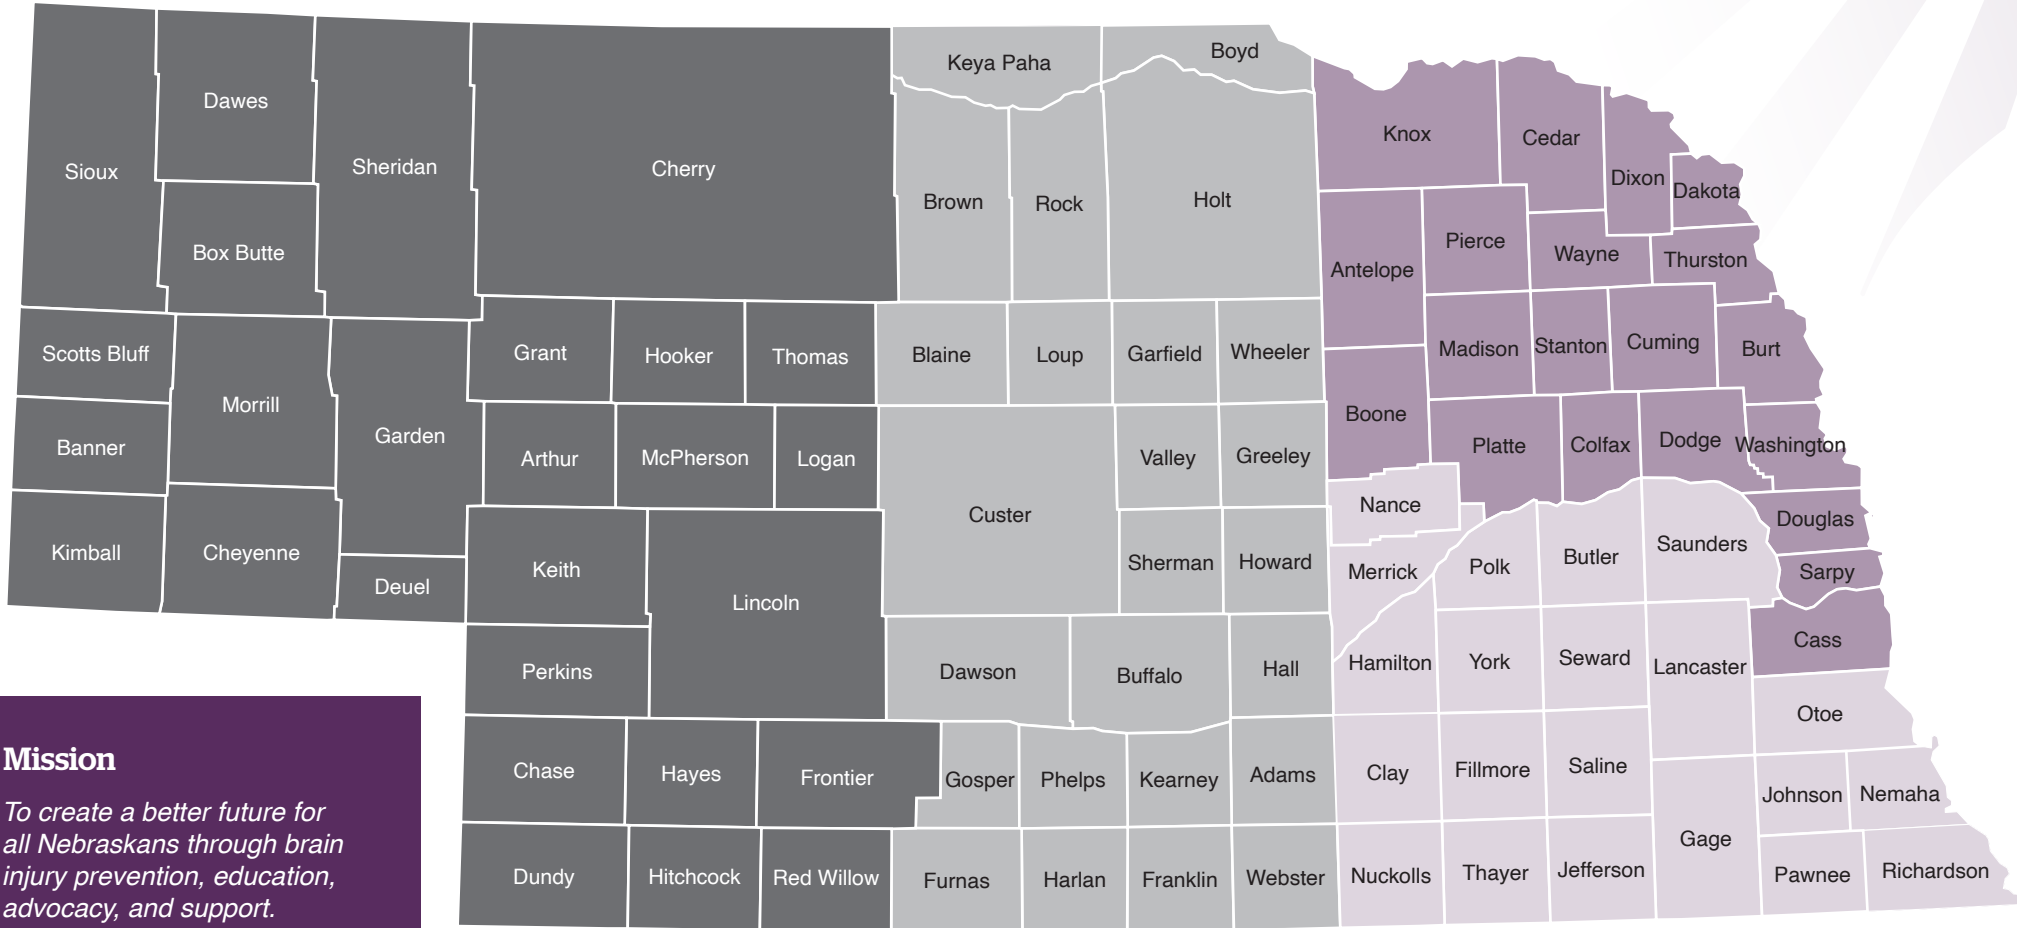 Keya Paha
Boyd
Dawes
Knox
Cedar
Sioux
Sheridan
Cherry
Dixon
Dakota
Brown
Rock
Holt
Box Butte
Pierce
Wayne
Thurston
Antelope
Scotts Bluff
Grant
Hooker
Thomas
Blaine
Loup
Garfield
Wheeler
Madison
Stanton
Cuming
Burt
Morrill
Boone
Garden
Banner
Arthur
McPherson
Logan
Valley
Greeley
Platte
Colfax
Dodge
Washington
Custer
Nance
Douglas
Kimball
Cheyenne
Deuel
Keith
Lincoln
Sherman
Howard
Merrick
Polk
Butler
Saunders
Sarpy
Cass
Perkins
Dawson
Buffalo
Hall
Hamilton
York
Seward
Lancaster
Otoe
Chase
Hayes
Frontier
Gosper
Phelps
Kearney
Adams
Clay
Fillmore
Saline
Johnson
Nemaha
Gage
Dundy
Hitchcock
Red Willow
Furnas
Harlan
Franklin
Webster
Nuckolls
Thayer
Jefferson
Pawnee
Richardson
Mission
To create a better future for
all Nebraskans through brain
injury prevention, education,
advocacy, and support.